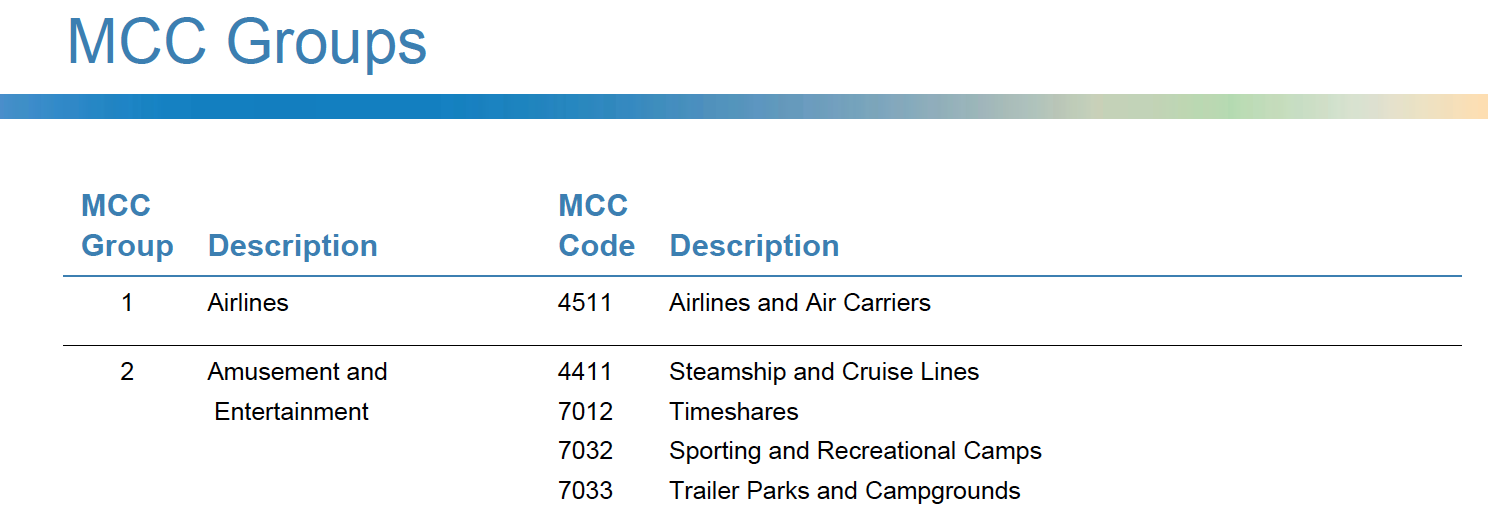 MCC Groups
MCC Group Description MCC Code Description
1 Airlines 4511 Airlines and Air Carriers
2 Amusement and 4411 Steamship and Cruise Lines
Entertainment 7012 Timeshares
7032 Sporting and Recreational Camps
7033 Trailer Parks and Campgrounds